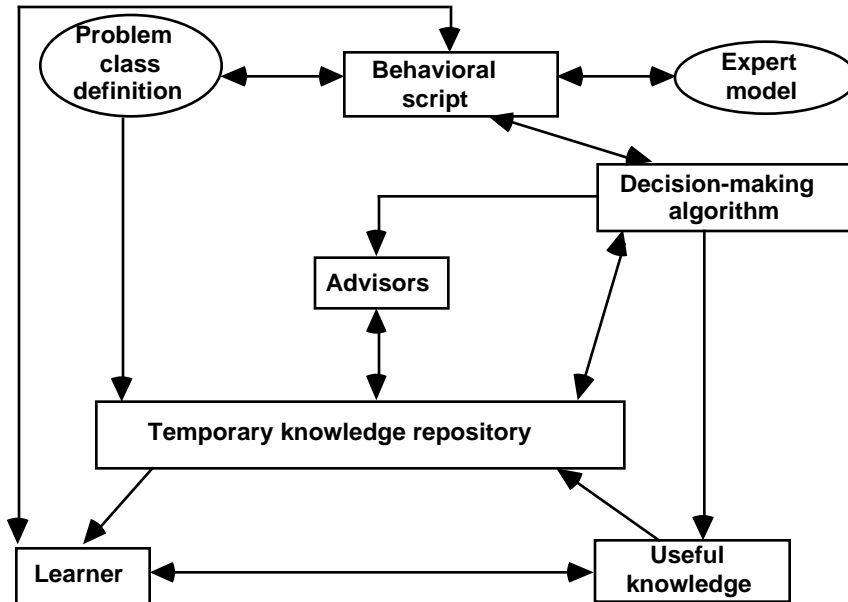 Problem
class
definition
Behavioral
script
Expert
model
Decision-making
algorithm
Advisors
Temporary knowledge repository
Learner
Useful
knowledge